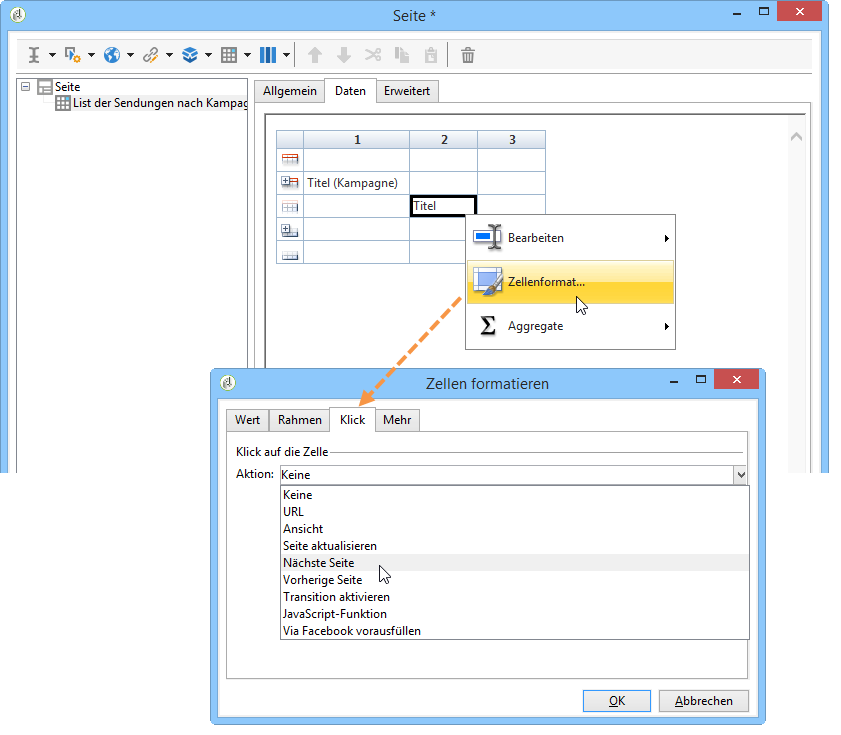 Seite *
Seite
List der Sendungen nach Kampag
Allgemein Daten Erweitert
1 2 3
Titel (Kampagne)
Titel
Bearbeiten
Zellenformat...
Σ Aggregate
Zellen formatieren
Wert Rahmen Klick Mehr
Klick auf die Zelle
Aktion: Keine
Keine
URL
Ansicht
Seite aktualisieren
Nächste Seite
Vorherige Seite
Transition aktivieren
JavaScript-Funktion
Via Facebook vorausfüllen
OK Abbrechen